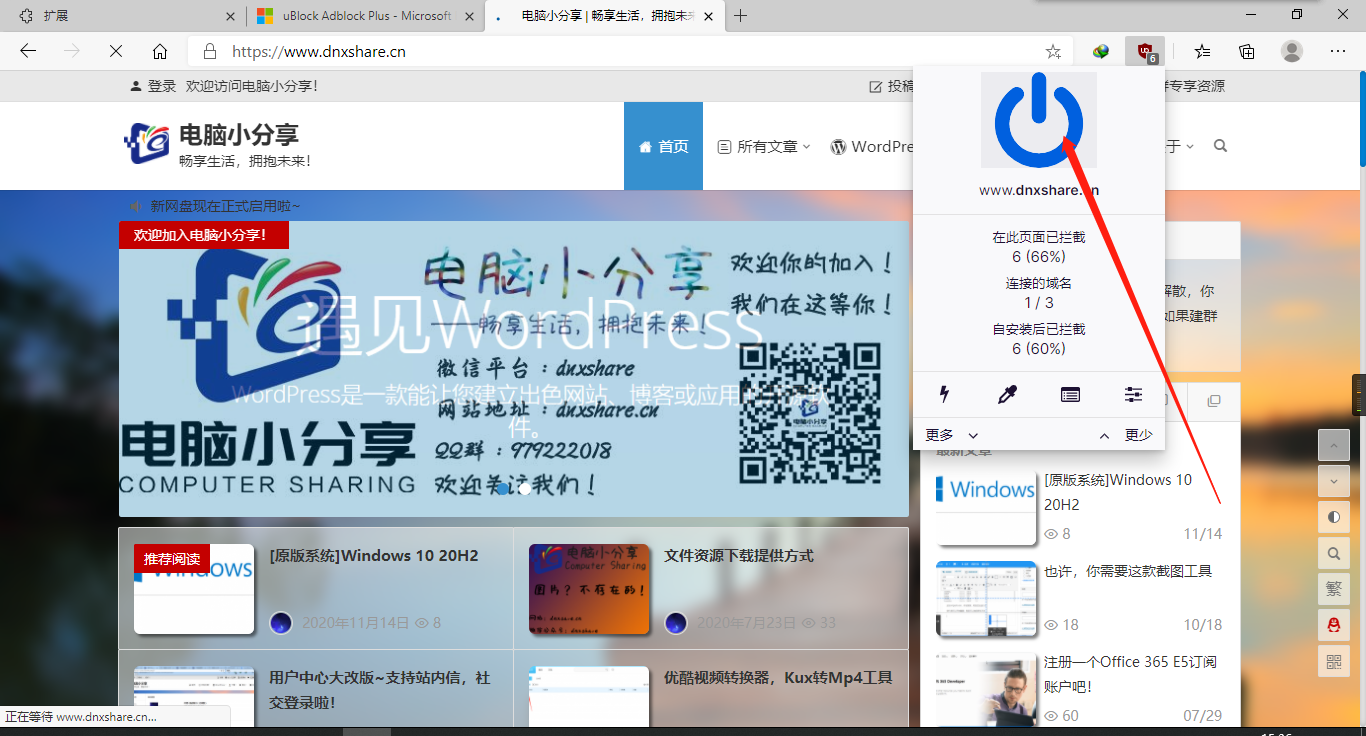 扩展
uBlock Adblock Plus - Microsoft
电脑小分享 | 畅享生活，拥抱未来
https://www.dnxshare.cn
6
登录 欢迎访问电脑小分享！
投稿
专享资源
电脑小分享
畅享生活，拥抱未来！
首页
所有文章
WordPre
于
www.dnxshare.cn
在此页面已拦截
6 (66%)
连接的域名
1 / 3
自安装后已拦截
6 (60%)
更多
更少
新网盘现在正式启用啦~
欢迎加入电脑小分享！
电脑小分享
——畅享生活，拥抱未来！
欢迎你的加入！
我们在这等你！
遇见WordPress
微信平台：dnxshare
WordPress是一款能让您建立出色网站、博客或应用
件。
网站地址：dnxshare.cn
QQ群：979222018
欢迎关注我们！
电脑小分享
COMPUTER SHARING
解散，你
如果建群
最新文章
Windows
[原版系统]Windows 10
20H2
8
11/14
也许，你需要这款截图工具
18
10/18
注册一个Office 365 E5订阅
账户吧！
60
07/29
推荐阅读
[原版系统]Windows 10 20H2
2020年11月14日
8
电脑小分享
Computer Sharing
图片？不存在的！
文件资源下载提供方式
2020年7月23日
33
用户中心大改版~支持站内信，社
交登录啦！
优酷视频转换器，Kux转Mp4工具
繁
正在等待 www.dnxshare.cn...